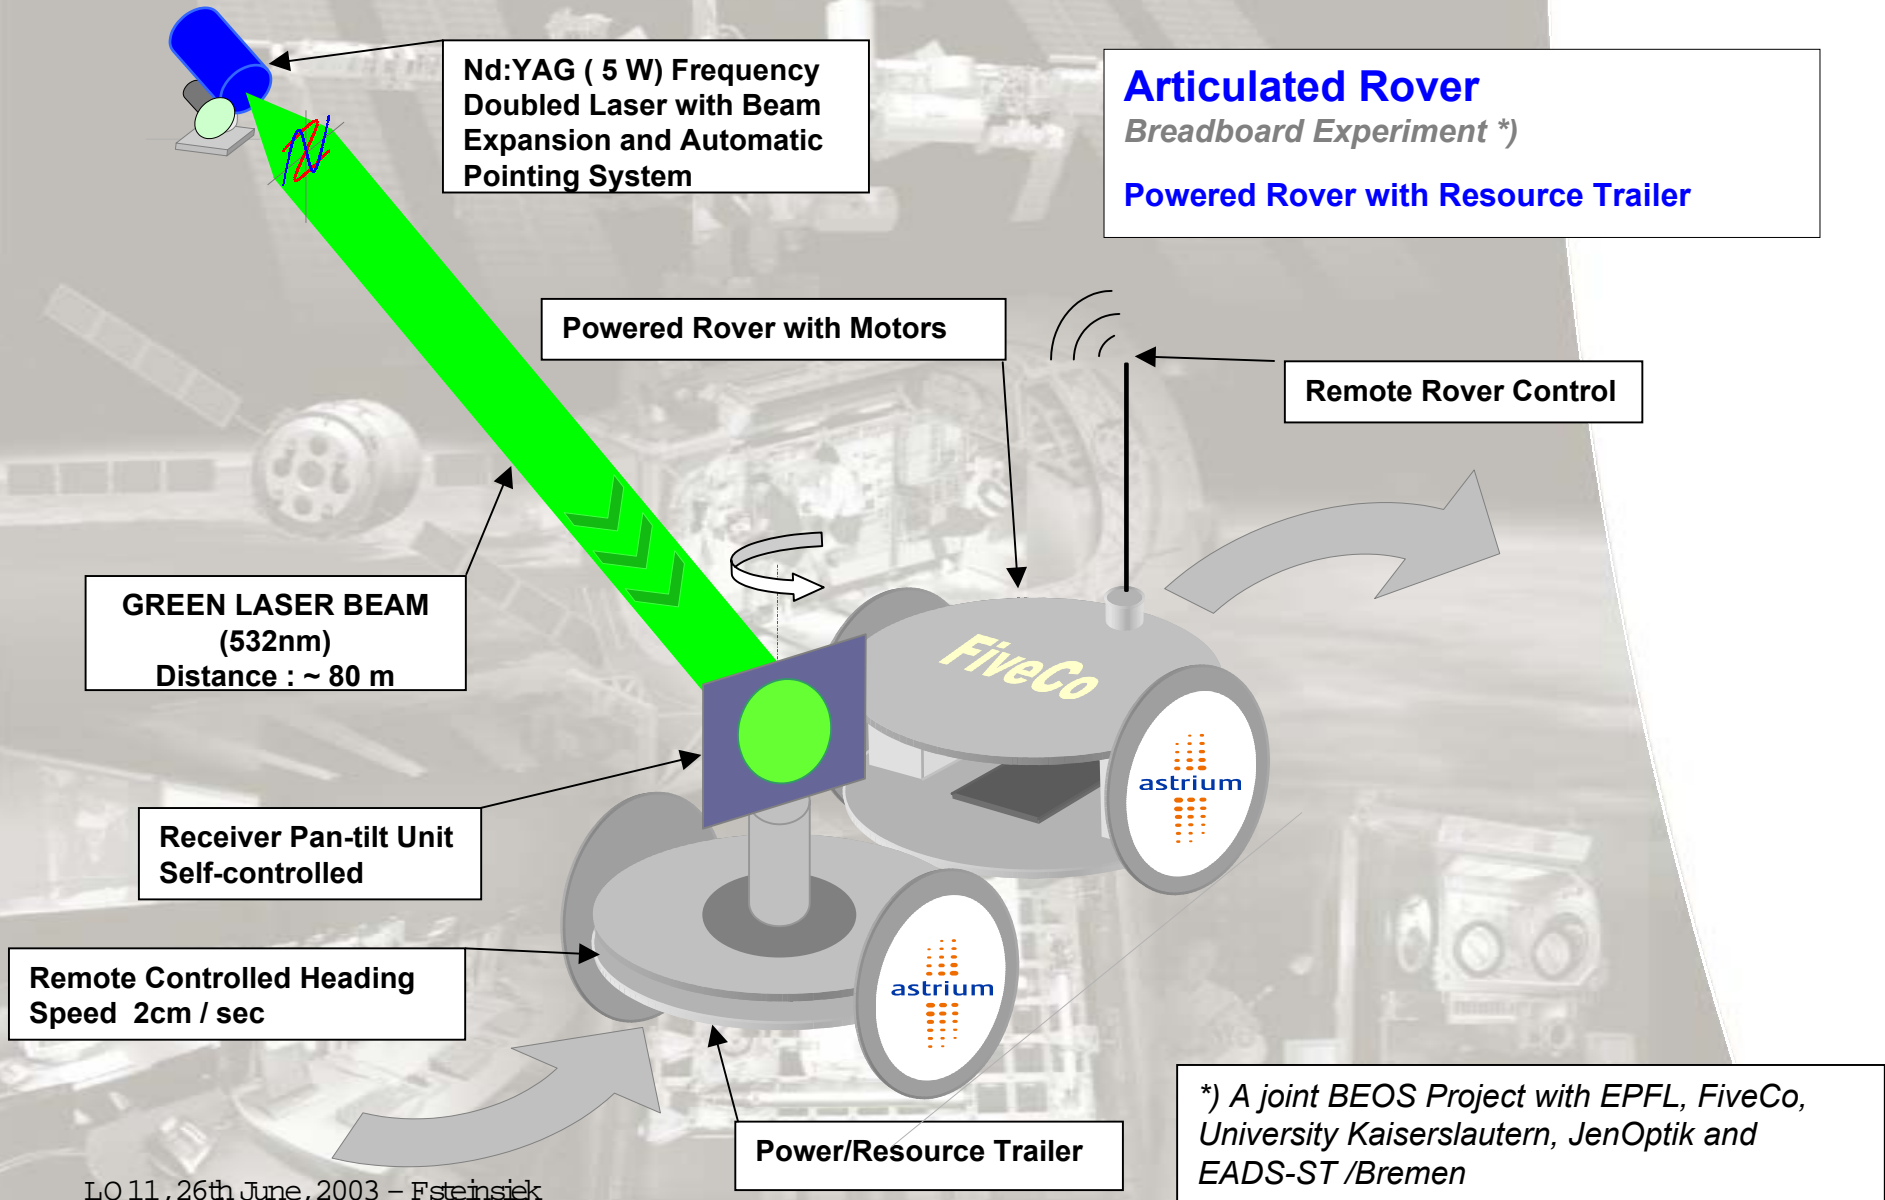 Nd:YAG ( 5 W) Frequency
Doubled Laser with Beam
Expansion and Automatic
Pointing System
Articulated Rover
Breadboard Experiment *)
Powered Rover with Resource Trailer
Powered Rover with Motors
Remote Rover Control
GREEN LASER BEAM
(532nm)
Distance : ~ 80 m
FiveCo
astrium
Receiver Pan-tilt Unit
Self-controlled
astrium
Remote Controlled Heading
Speed 2cm / sec
Power/Resource Trailer
*) A joint BEOS Project with EPFL, FiveCo,
University Kaiserslautern, JenOptik and
EADS-ST /Bremen
LO 11, 26th June, 2003 – Fsteinsiek